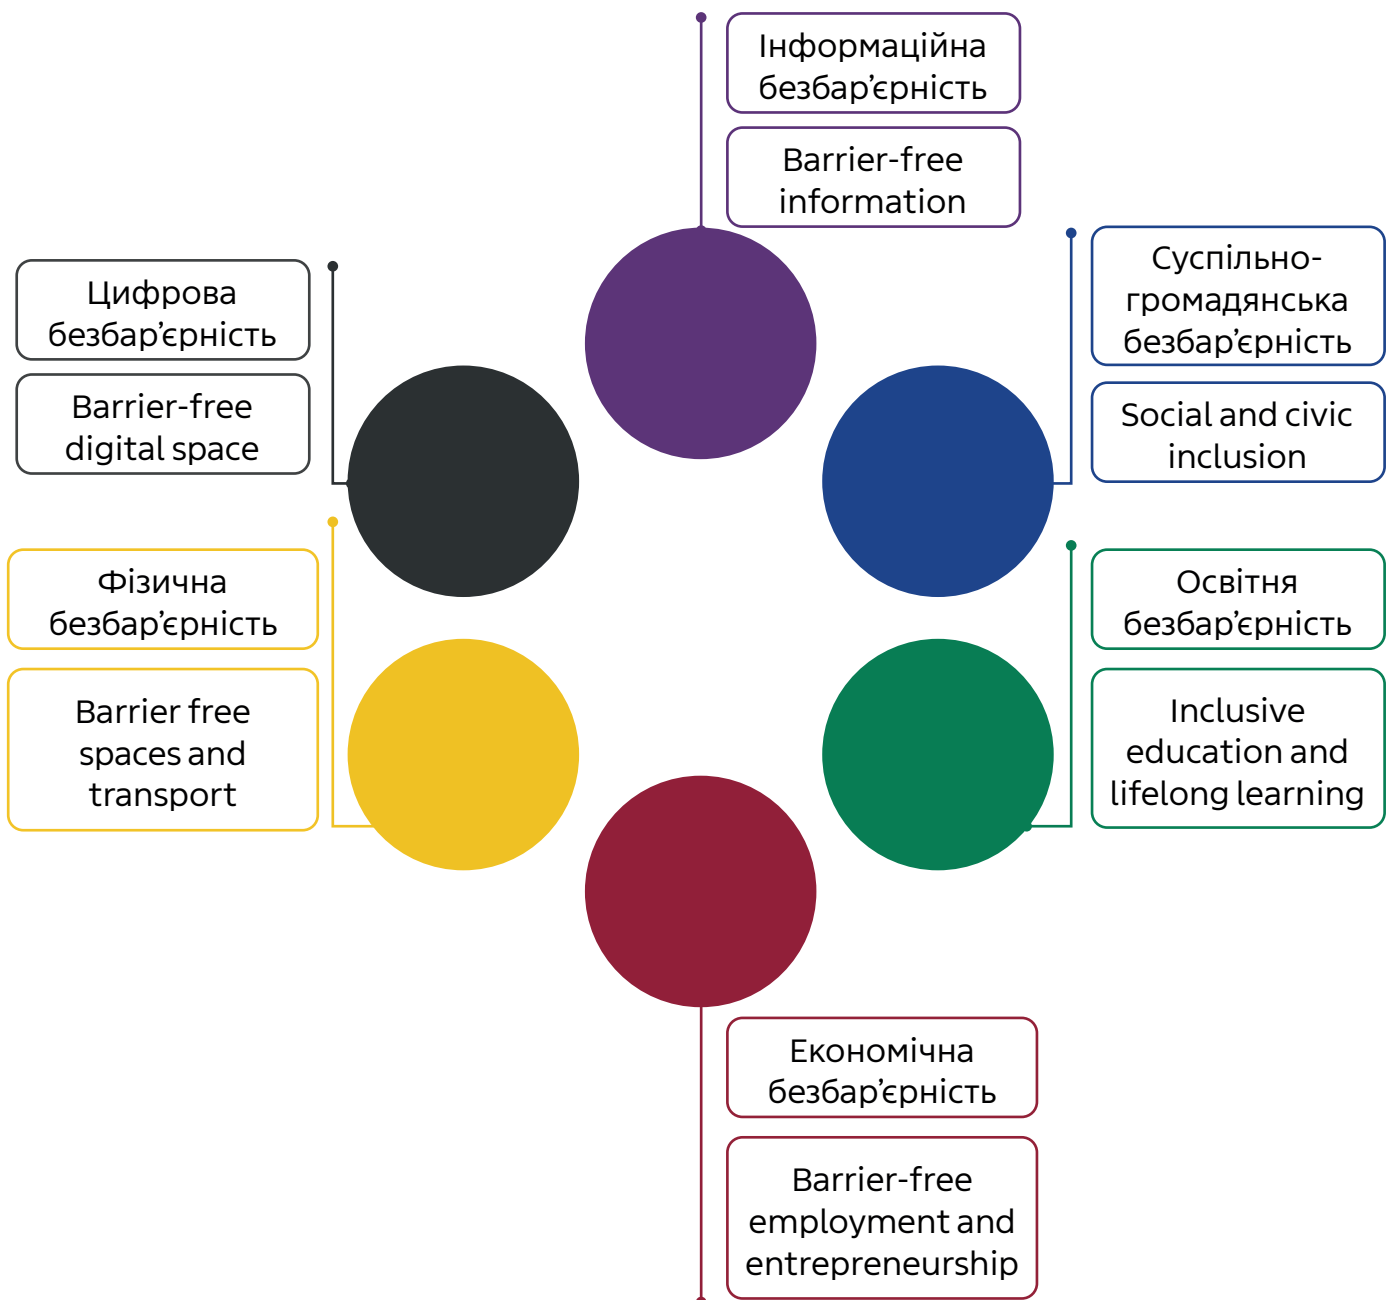 Інформаційна
безбар’єрність
Barrier-free
information
Суспільно-
громадянська
безбар’єрність
Social and civic
inclusion
Цифрова
безбар’єрність
Barrier-free
digital space
Фізична
безбар’єрність
Barrier free
spaces and
transport
Освітня
безбар’єрність
Inclusive
education and
lifelong learning
Економічна
безбар’єрність
Barrier-free
employment and
entrepreneurship